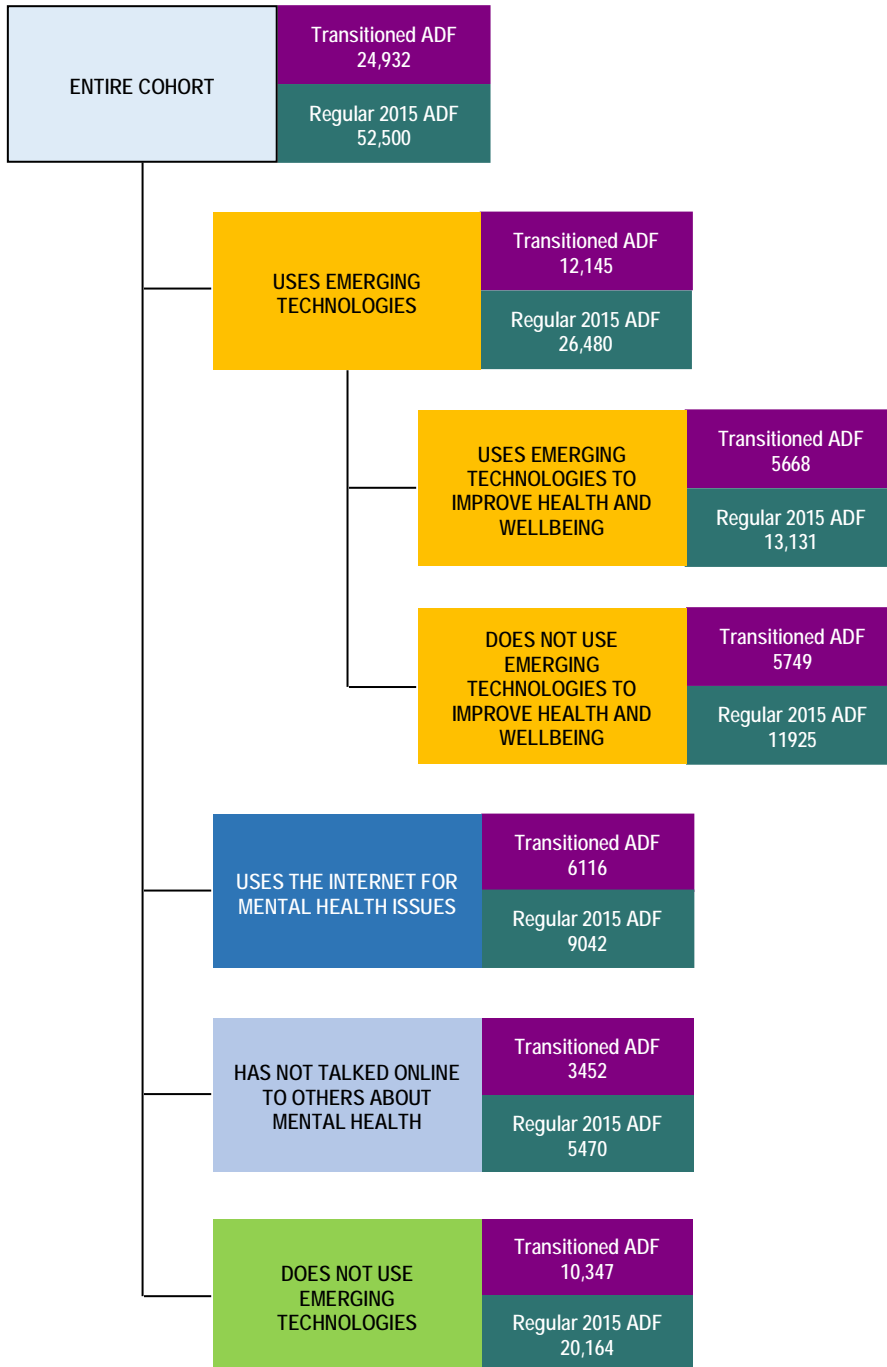 ENTIRE COHORT
Transitioned ADF
24,932
Regular 2015 ADF
52,500
USES EMERGING
TECHNOLOGIES
Transitioned ADF
12,145
Regular 2015 ADF
26,480
USES EMERGING
TECHNOLOGIES TO
IMPROVE HEALTH AND
WELLBEING
Transitioned ADF
5668
Regular 2015 ADF
13,131
DOES NOT USE
EMERGING
TECHNOLOGIES TO
IMPROVE HEALTH AND
WELLBEING
Transitioned ADF
5749
Regular 2015 ADF
11925
USES THE INTERNET FOR
MENTAL HEALTH ISSUES
Transitioned ADF
6116
Regular 2015 ADF
9042
HAS NOT TALKED ONLINE
TO OTHERS ABOUT
MENTAL HEALTH
Transitioned ADF
3452
Regular 2015 ADF
5470
DOES NOT USE
EMERGING
TECHNOLOGIES
Transitioned ADF
10,347
Regular 2015 ADF
20,164